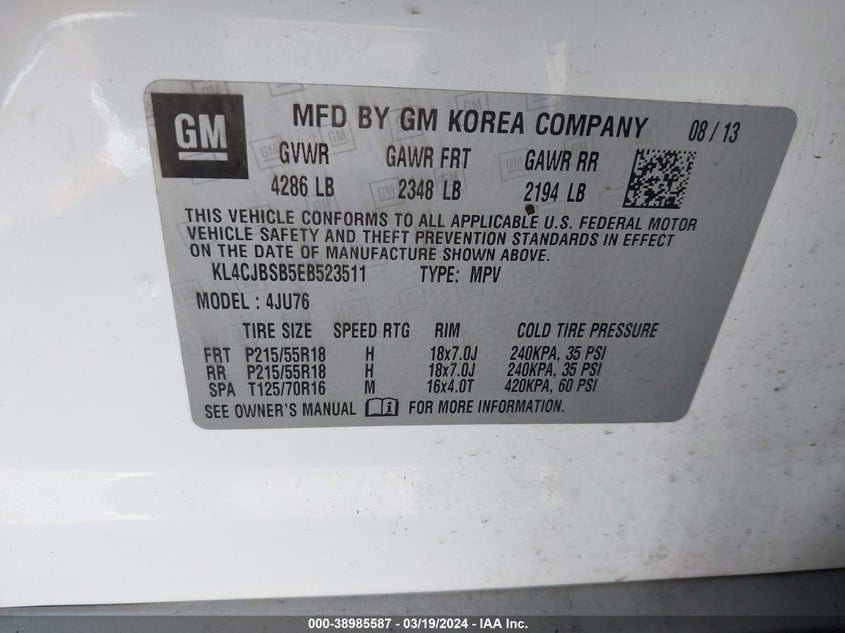 GM
MFD BY GM KOREA COMPANY 08 / 13
GVWR GAWR FRT GAWR RR
4286 LB 2348 LB 2194 LB
THIS VEHICLE CONFORMS TO ALL APPLICABLE U.S. FEDERAL MOTOR
VEHICLE SAFETY AND THEFT PREVENTION STANDARDS IN EFFECT
ON THE DATE OF MANUFACTURE SHOWN ABOVE.
KL4CJBSB5EB523511 TYPE: MPV
MODEL : 4JU76
TIRE SIZE SPEED RTG RIM COLD TIRE PRESSURE
FRT P215/55R18 H 18x7.0J 240KPA, 35 PSI
RR P215/55R18 H 18x7.0J 240KPA, 35 PSI
SPA T125/70R16 M 16x4.0T 420KPA, 60 PSI
SEE OWNER'S MANUAL FOR MORE INFORMATION.
000-38985587 — 03/19/2024 — IAA Inc.